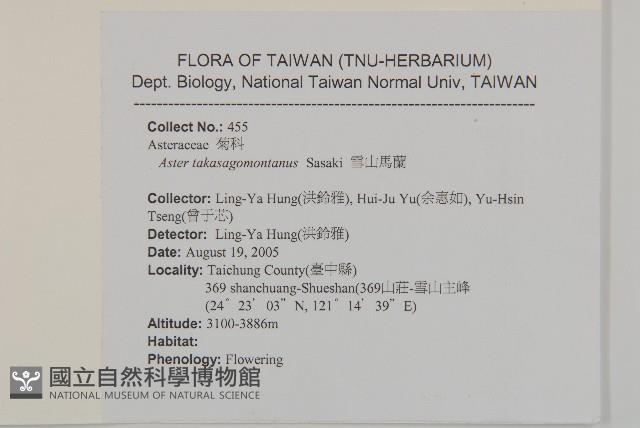 FLORA OF TAIWAN (TNU-HERBARIUM)
Dept. Biology, National Taiwan Normal Univ, TAIWAN
------------------------------------------------------------------
Collect No.: 455
Asteraceae 菊科
Aster takasagomontanus Sasaki 雪山馬蘭
Collector: Ling-Ya Hung(洪鈴雅), Hui-Ju Yu(余惠如), Yu-Hsin
Tseng(曾于芯)
Detector: Ling-Ya Hung(洪鈴雅)
Date: August 19, 2005
Locality: Taichung County(臺中縣)
369 shanchuang-Shueshan(369山莊-雪山主峰
(24° 23' 03" N, 121° 14' 39" E)
Altitude: 3100-3886m
Habitat:
Phenology: Flowering
國立自然科學博物館
NATIONAL MUSEUM OF NATURAL SCIENCE